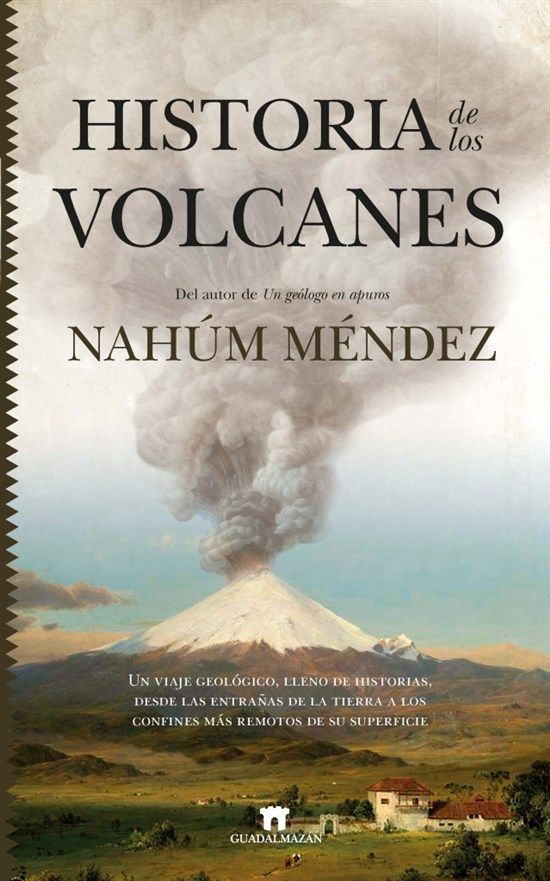 HISTORIA de los
VOLCANES
Del autor de Un geólogo en apuros
NAHÚM MÉNDEZ
UN VIAJE GEOLÓGICO, LLENO DE HISTORIAS,
DESDE LAS ENTRAÑAS DE LA TIERRA A LOS
CONFINES MÁS REMOTOS DE SU SUPERFICIE
GUADALMAZÁN